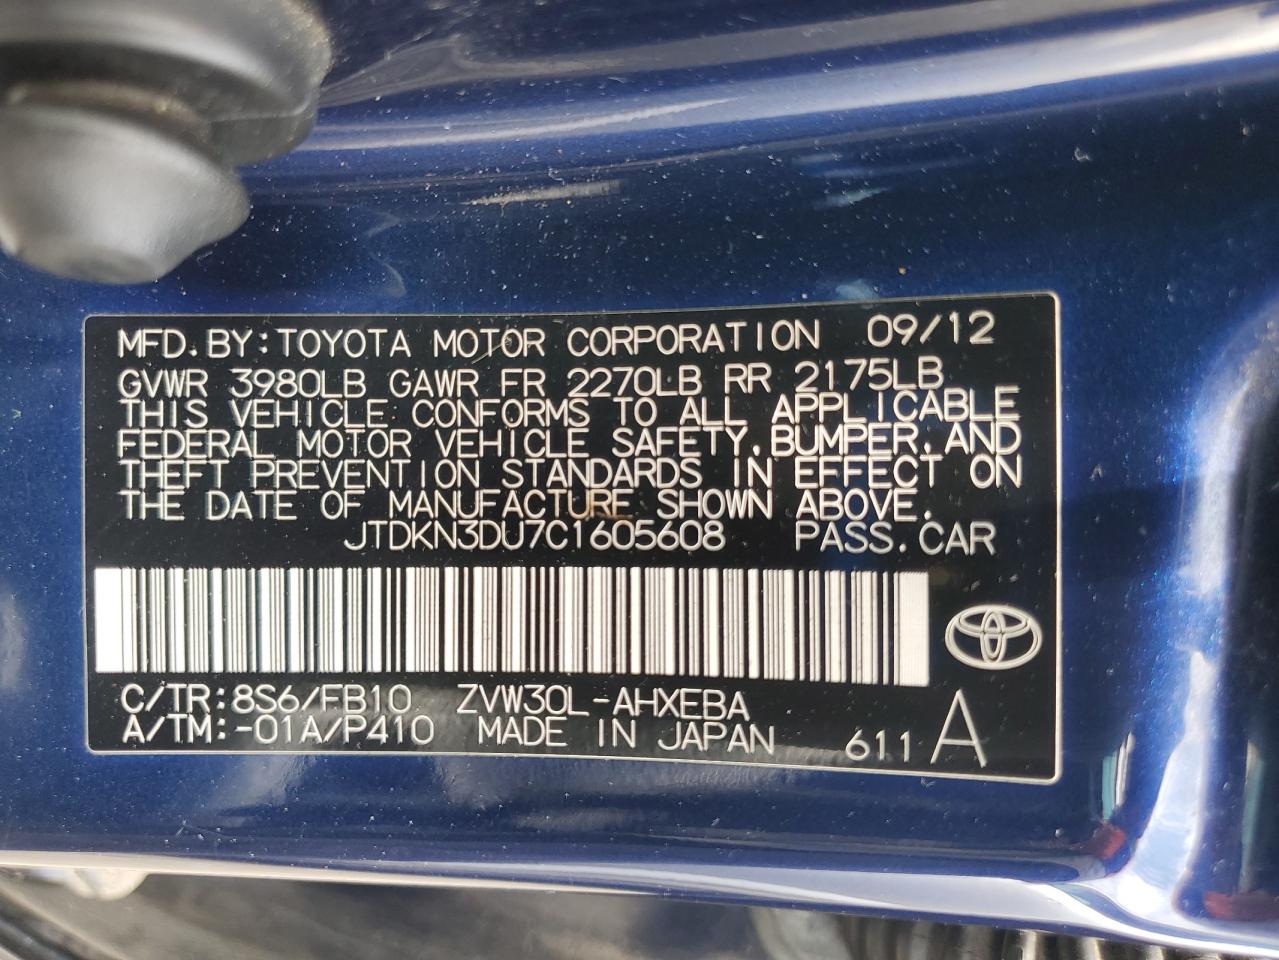 MFD.BY:TOYOTA MOTOR CORPORATION 09/12
GVWR 3980LB GAWR FR 2270LB RR 2175LB
THIS VEHICLE CONFORMS TO ALL APPLICABLE
FEDERAL MOTOR VEHICLE SAFETY,BUMPER,AND
THEFT PREVENTION STANDARDS IN EFFECT ON
THE DATE OF MANUFACTURE SHOWN ABOVE.
JTDKN3DU7C1605608 PASS.CAR
C/TR:8S6/FB10 ZVW30L-AHXEBA
A/TM:-01A/P410 MADE IN JAPAN 611 A